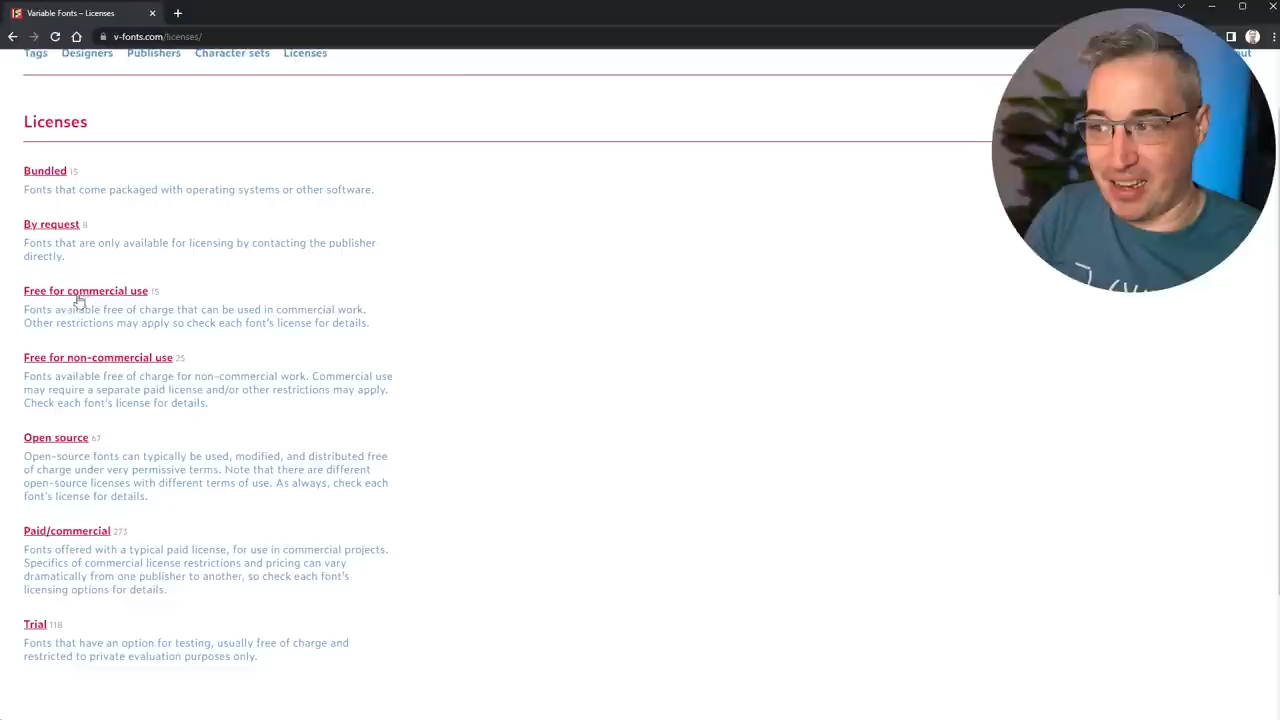 Variable Fonts – Licenses
v-fonts.com/licenses/
Tags Designers Publishers Character sets Licenses
Licenses
Bundled 15
Fonts that come packaged with operating systems or other software.
By request 8
Fonts that are only available for licensing by contacting the publisher
directly.
Free for commercial use 15
Fonts available free of charge that can be used in commercial work.
Other restrictions may apply so check each font's license for details.
Free for non-commercial use 25
Fonts available free of charge for non-commercial work. Commercial use
may require a separate paid license and/or other restrictions may apply.
Check each font's license for details.
Open source 67
Open-source fonts can typically be used, modified, and distributed free
of charge under very permissive terms. Note that there are different
open-source licenses with different terms of use. As always, check each
font's license for details.
Paid/commercial 273
Fonts offered with a typical paid license, for use in commercial projects.
Specifics of commercial license restrictions and pricing can vary
dramatically from one publisher to another, so check each font's
licensing options for details.
Trial 118
Fonts that have an option for testing, usually free of charge and
restricted to private evaluation purposes only.